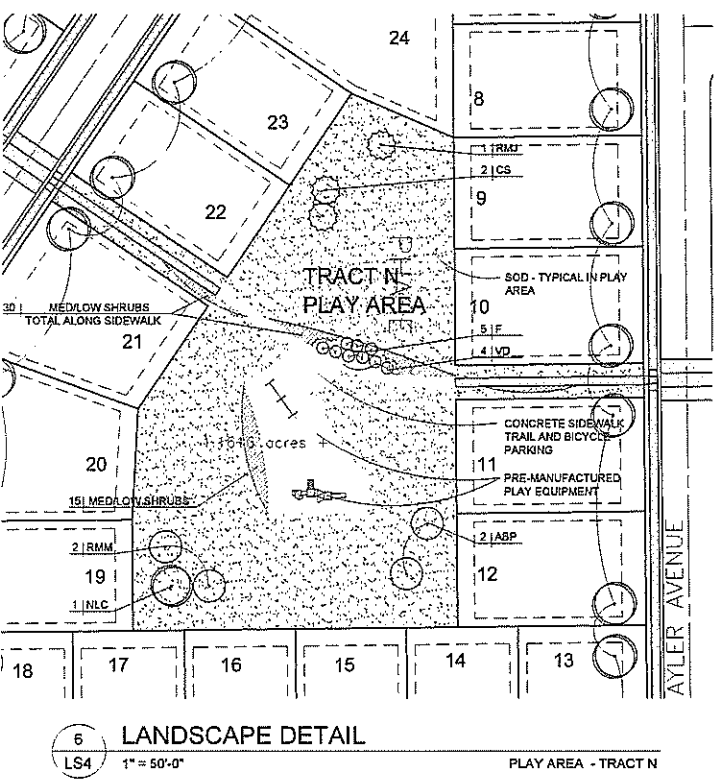 24
8
23
1 RMJ
2 CS
9
22
TRACT N
PLAY AREA
SOD - TYPICAL IN PLAY
AREA
10
30 MED/LOW SHRUBS
TOTAL ALONG SIDEWALK
5 F
21
4 VD
CONCRETE SIDEWALK
TRAIL AND BICYCLE
PARKING
acres
20
11
PRE-MANUFACTURED
PLAY EQUIPMENT
15 MED/LOW SHRUBS
2 RMM
2 ABP
19
12
1 NLC
AYLER AVENUE
18
17
16
15
14
13
6
LS4
LANDSCAPE DETAIL
1" = 50'-0"
PLAY AREA - TRACT N